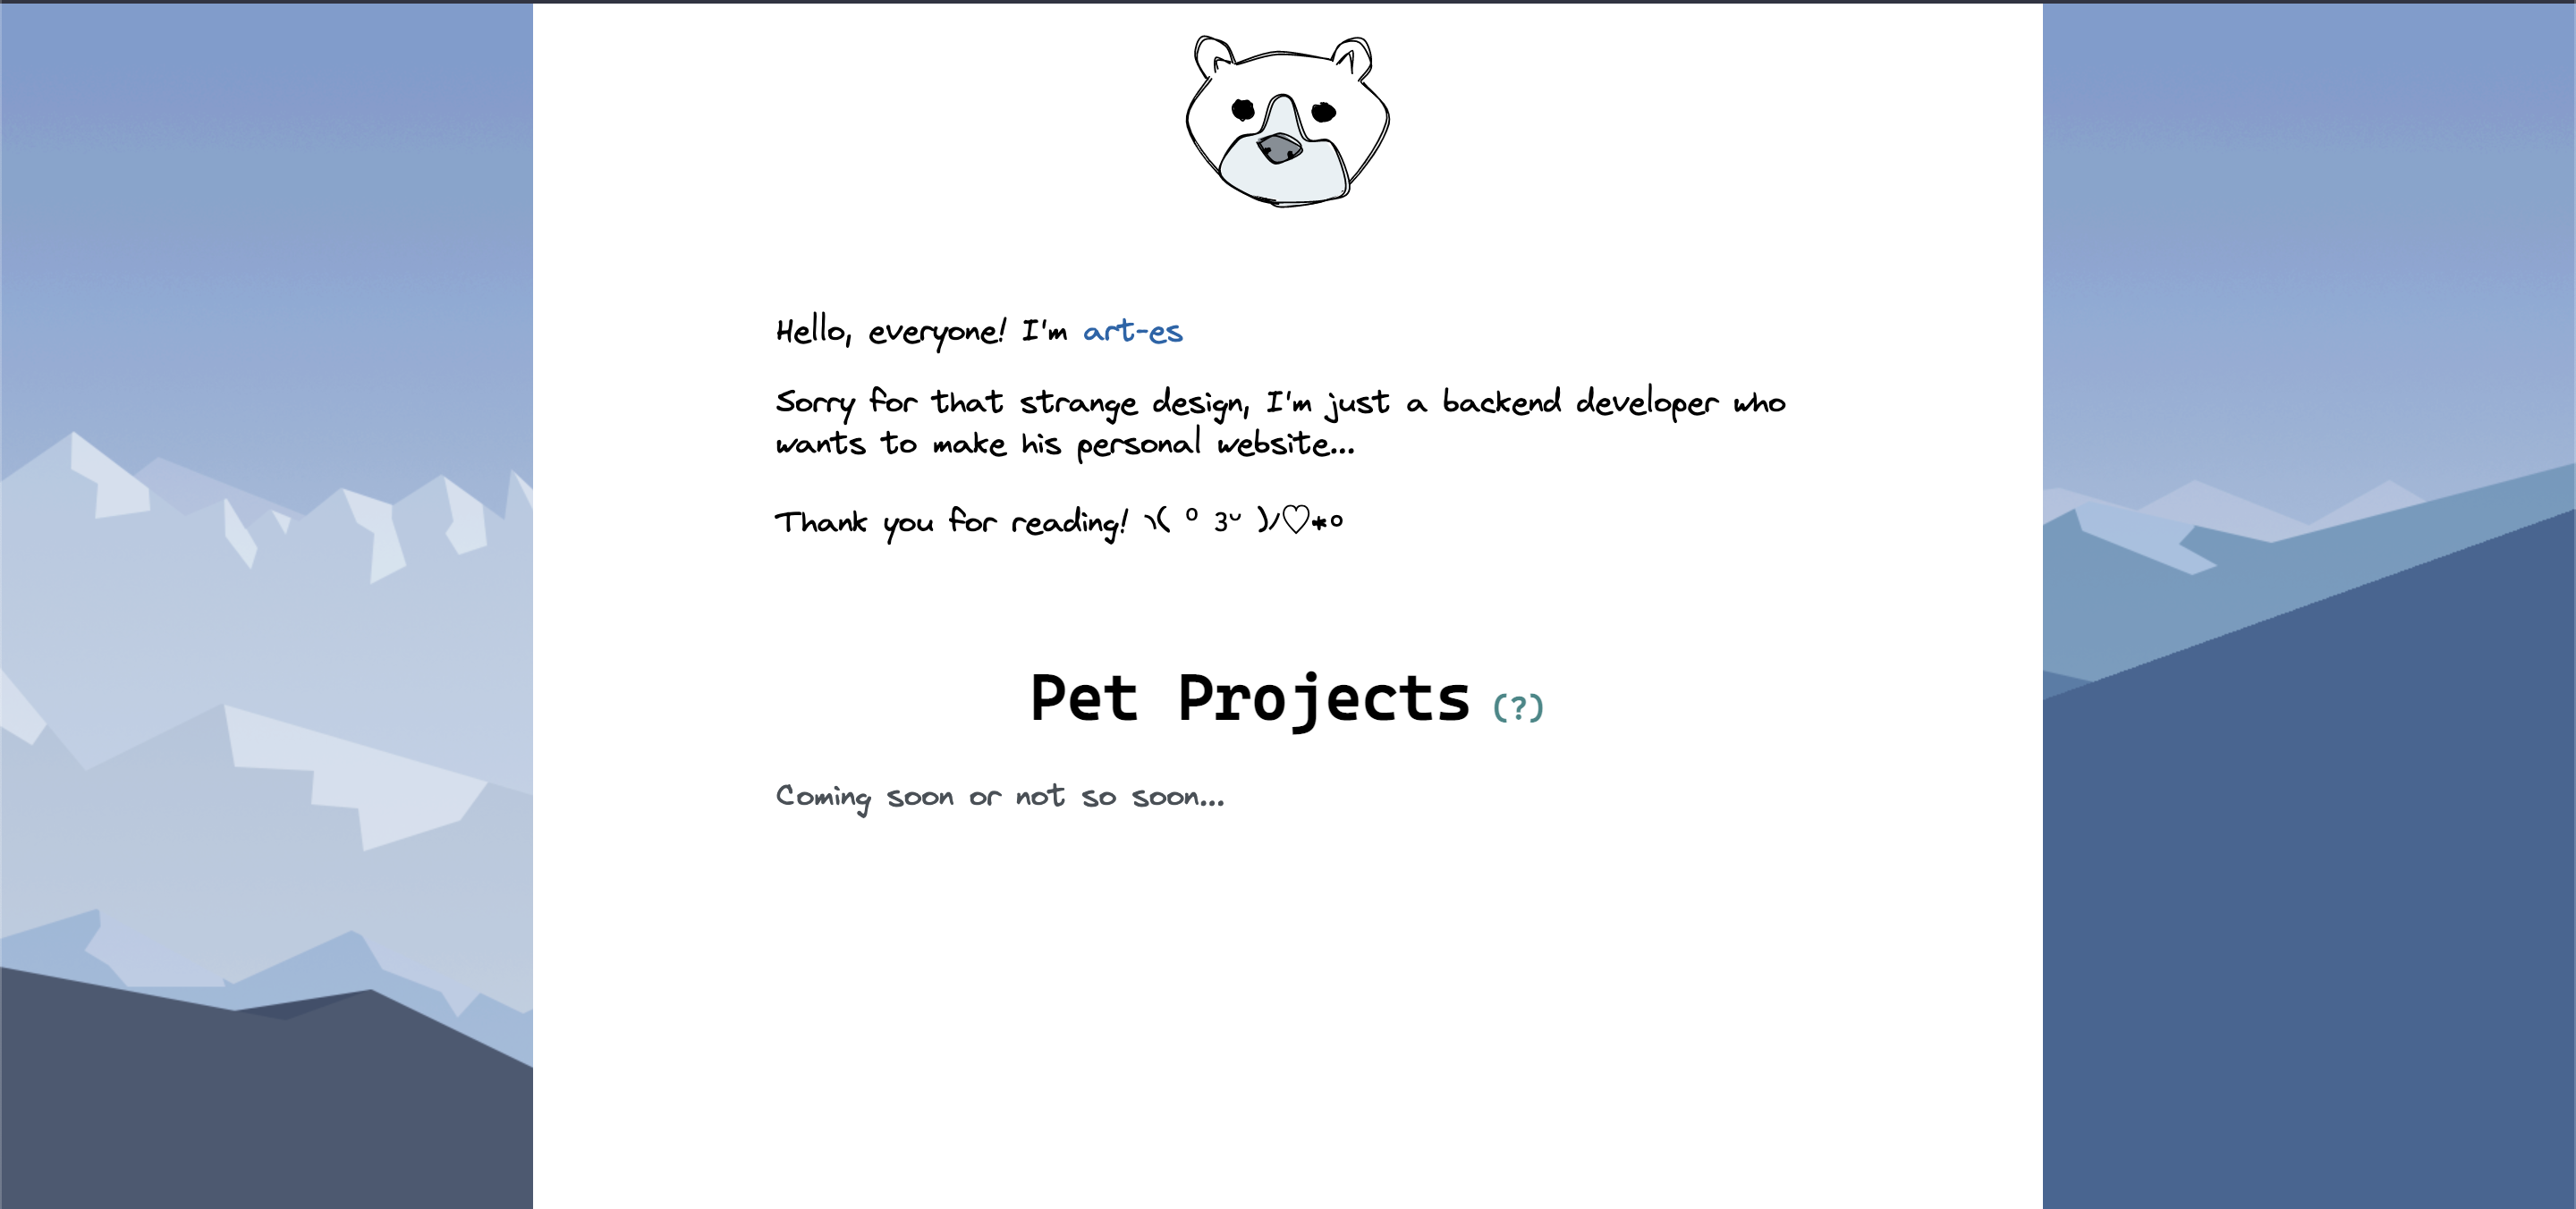 Hello, everyone! I'm art-es
Sorry for that strange design, I'm just a backend developer who
wants to make his personal website...
Thank you for reading! ヽ( º 3ᵕ )ﾉ♡*∘
Pet Projects (?)
Coming soon or not so soon...